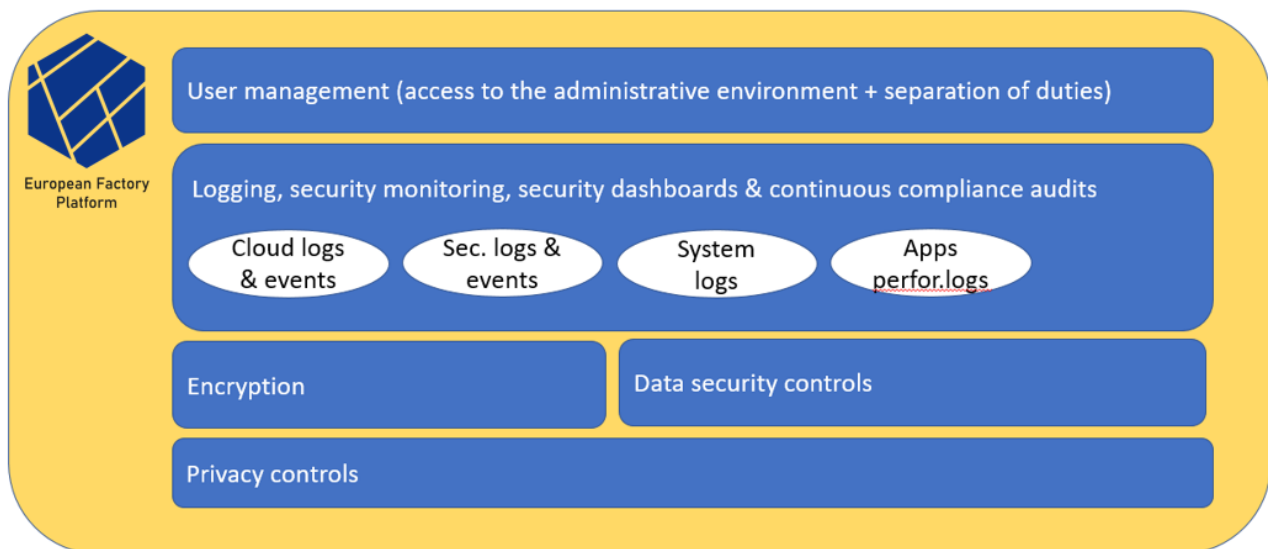 User management (access to the administrative environment + separation of duties)
European Factory
Platform
Logging, security monitoring, security dashboards & continuous compliance audits
Cloud logs
& events
Sec. logs &
events
System
logs
Apps
perfor.logs
Encryption
Data security controls
Privacy controls